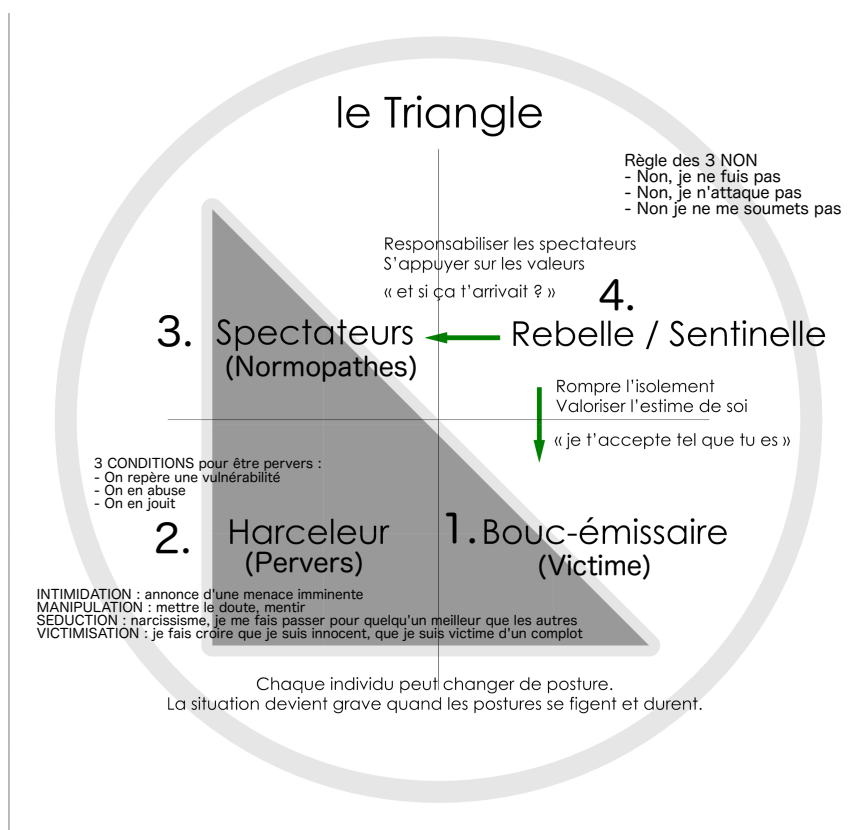 le Triangle
Règle des 3 NON
- Non, je ne fuis pas
- Non, je n'attaque pas
- Non je ne me soumets pas
Responsabiliser les spectateurs
S'appuyer sur les valeurs
« et si ça t'arrivait ? »
4.
Rebelle / Sentinelle
3. Spectateurs
(Normopathes)
Rompre l'isolement
Valoriser l'estime de soi
« je t'accepte tel que tu es »
3 CONDITIONS pour être pervers :
- On repère une vulnérabilité
- On en abuse
- On en jouit
2. Harceleur
(Pervers)
1. Bouc-émissaire
(Victime)
INTIMIDATION : annonce d'une menace imminente
MANIPULATION : mettre le doute, mentir
SEDUCTION : narcissisme, je me fais passer pour quelqu'un meilleur que les autres
VICTIMISATION : je fais croire que je suis innocent, que je suis victime d'un complot
Chaque individu peut changer de posture.
La situation devient grave quand les postures se figent et durent.